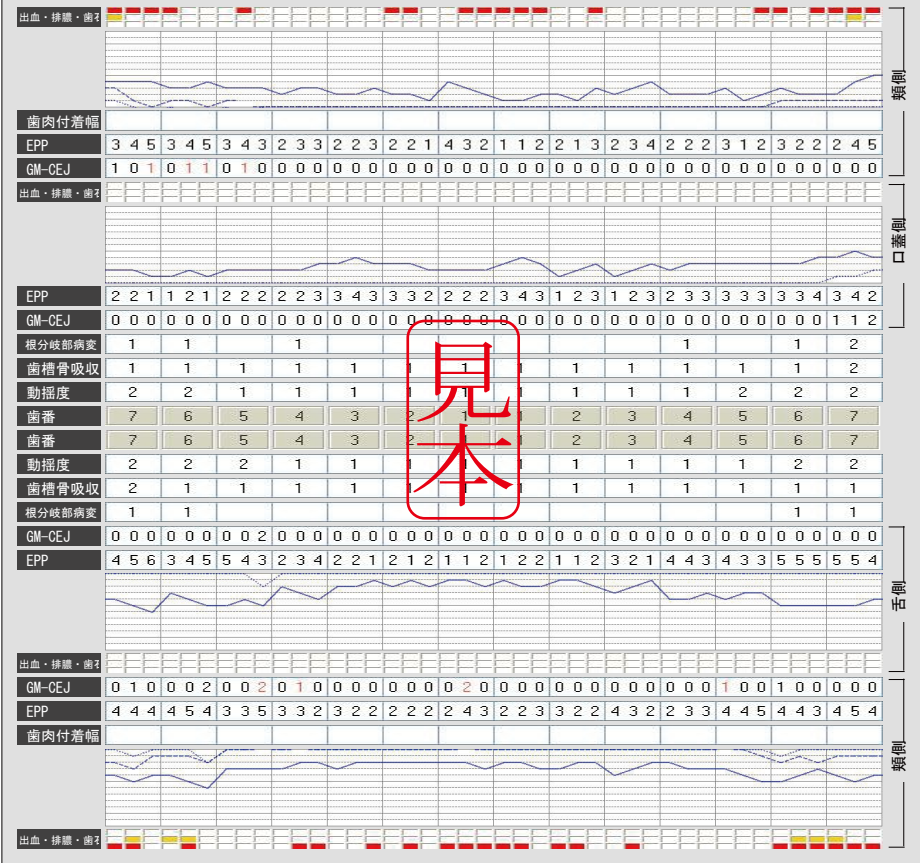 出血・排膿・歯石
頬側
歯肉付着幅
EPP 3 4 5 3 4 5 3 4 3 2 3 3 2 2 3 2 2 1 4 3 2 1 1 2 2 1 3 2 3 4 2 2 2 3 1 2 3 2 2 2 4 5
GM-CEJ 1 0 1 0 1 1 0 1 0 0 0 0 0 0 0 0 0 0 0 0 0 0 0 0 0 0 0 0 0 0 0 0 0 0 0 0 0 0 0 0 0 0
出血・排膿・歯石
口蓋側
EPP 2 2 1 1 2 1 2 2 2 2 2 3 3 4 3 3 3 2 2 2 2 3 4 3 1 2 3 1 2 3 2 3 3 3 3 3 3 3 4 3 4 2
GM-CEJ 0 0 0 0 0 0 0 0 0 0 0 0 0 0 0 0 0 0 0 0 0 0 0 0 0 0 0 0 0 0 0 0 0 0 0 0 0 0 0 1 1 2
根分岐部病変 1 1 1 1 1 2
歯槽骨吸収 1 1 1 1 1 1 1 1 1 1 1 1 1 2
動揺度 2 2 1 1 1 1 1 1 1 1 1 2 2 2
歯番 7 6 5 4 3 2 1 1 2 3 4 5 6 7
歯番 7 6 5 4 3 2 1 1 2 3 4 5 6 7
動揺度 2 2 2 1 1 1 1 1 1 1 1 1 2 2
歯槽骨吸収 2 1 1 1 1 1 1 1 1 1 1 1 1 1
根分岐部病変 1 1 1 1
見本
GM-CEJ 0 0 0 0 0 0 0 0 2 0 0 0 0 0 0 0 0 0 0 0 0 0 0 0 0 0 0 0 0 0 0 0 0 0 0 0 0 0 0 0 0 0
EPP 4 5 6 3 4 5 5 4 3 2 3 4 2 2 1 2 1 2 1 1 2 1 2 2 1 1 2 3 2 1 4 4 3 4 3 3 5 5 5 5 5 4
舌側
出血・排膿・歯石
GM-CEJ 0 1 0 0 0 2 0 0 2 0 1 0 0 0 0 0 0 0 0 2 0 0 0 0 0 0 0 0 0 0 0 0 0 1 0 0 1 0 0 0 0 0
EPP 4 4 4 4 5 4 3 3 5 3 3 2 3 2 2 2 2 2 2 4 3 2 2 3 3 2 2 4 3 2 2 3 3 4 4 5 4 4 3 4 5 4
歯肉付着幅
頬側
出血・排膿・歯石